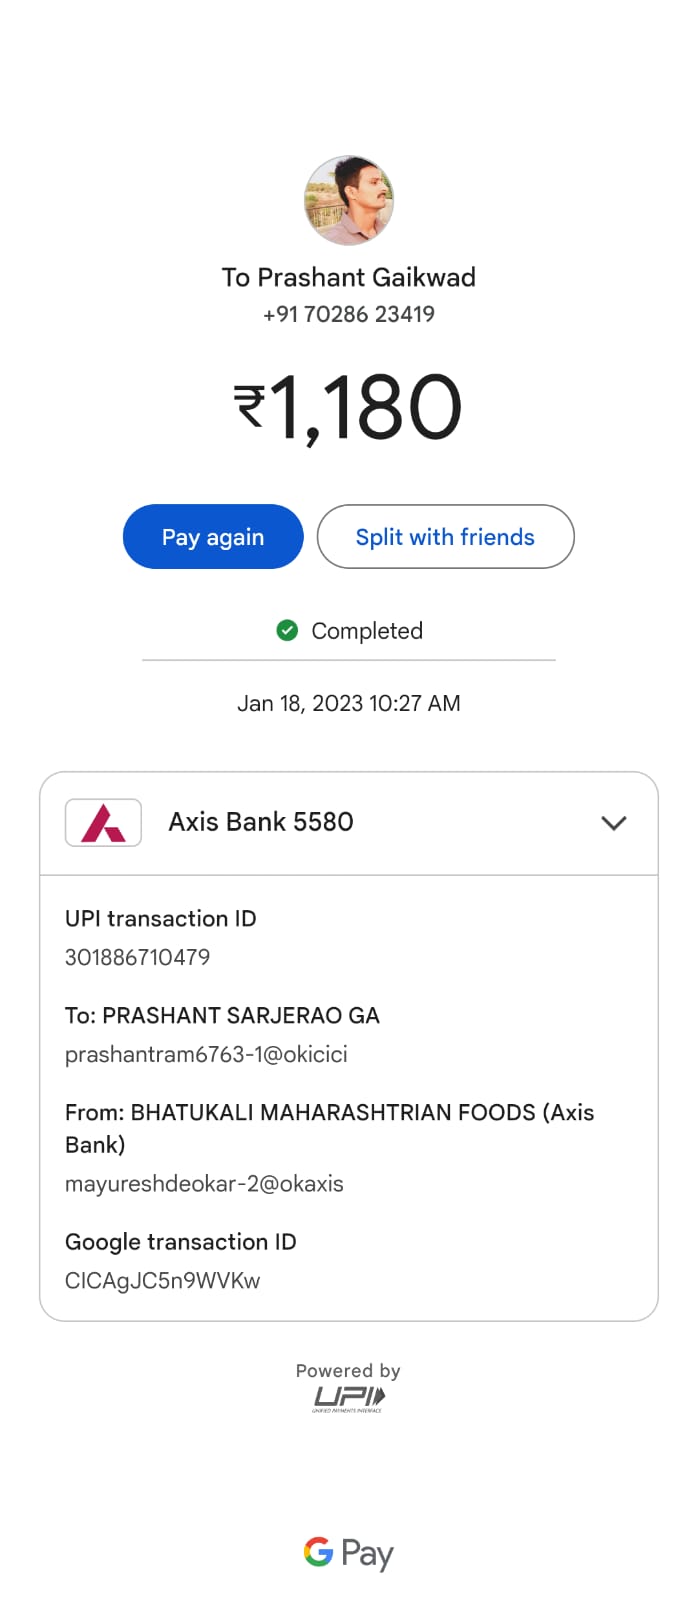 To Prashant Gaikwad
+91 70286 23419
₹1,180
Pay again
Split with friends
Completed
Jan 18, 2023 10:27 AM
Axis Bank 5580
UPI transaction ID
301886710479
To: PRASHANT SARJERAO GA
prashantram6763-1@okicici
From: BHATUKALI MAHARASHTRIAN FOODS (Axis
Bank)
mayureshdeokar-2@okaxis
Google transaction ID
CICAgJC5n9WVKw
Powered by
UPI
UNIFIED PAYMENTS INTERFACE
G Pay